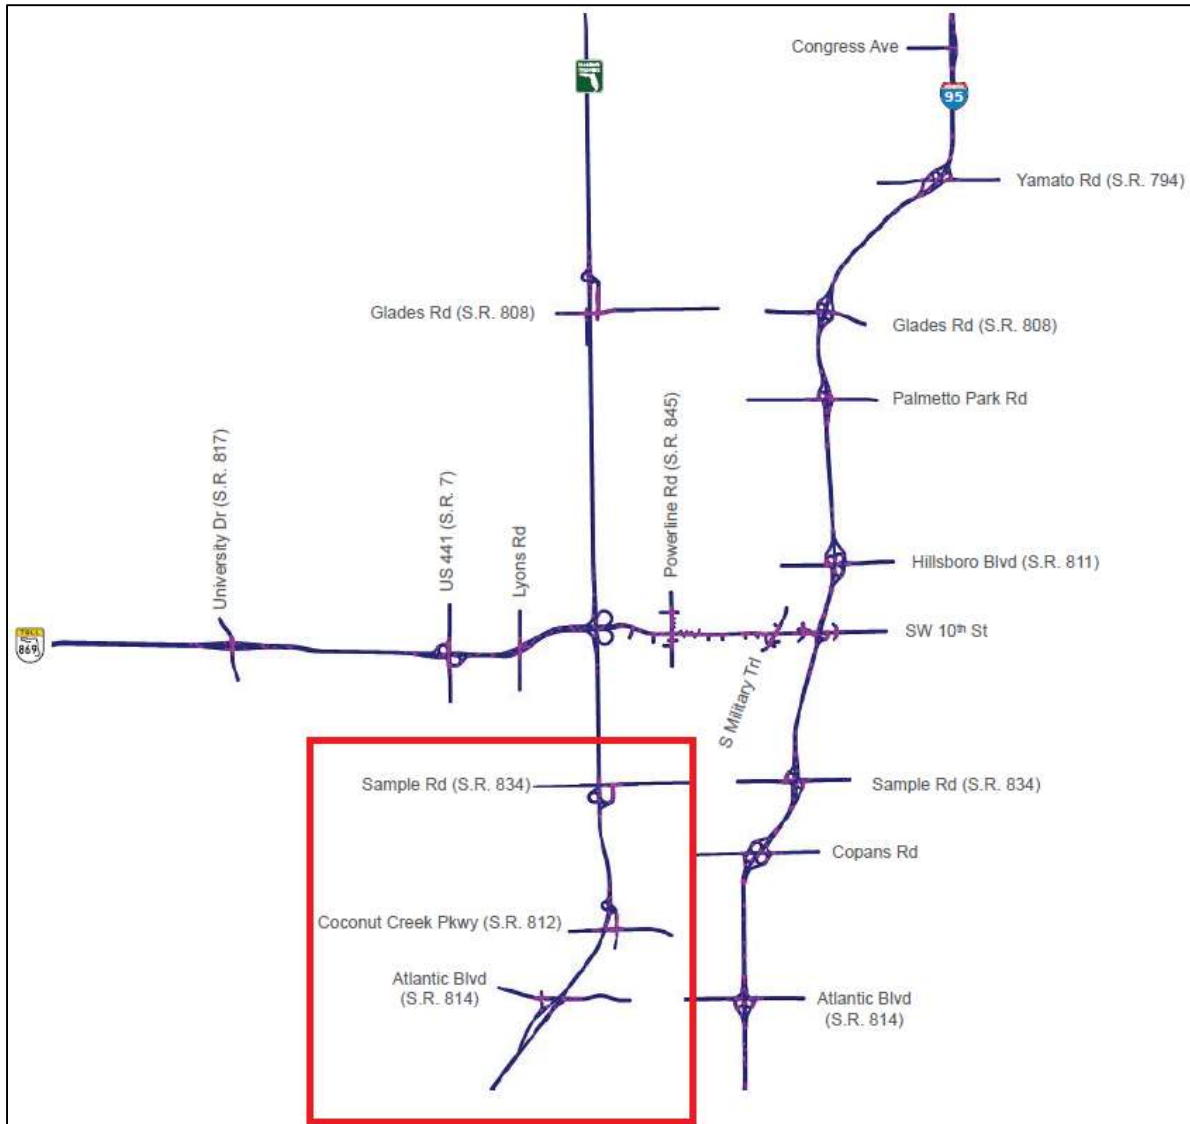 Congress Ave
95
Yamato Rd (S.R. 794)
Glades Rd (S.R. 808)
Glades Rd (S.R. 808)
Palmetto Park Rd
University Dr (S.R. 817)
US 441 (S.R. 7)
Lyons Rd
Powerline Rd (S.R. 845)
Hillsboro Blvd (S.R. 811)
SW 10th St
TOLL
869
S Military Trl
Sample Rd (S.R. 834)
Sample Rd (S.R. 834)
Copans Rd
Coconut Creek Pkwy (S.R. 812)
Atlantic Blvd
(S.R. 814)
Atlantic Blvd
(S.R. 814)